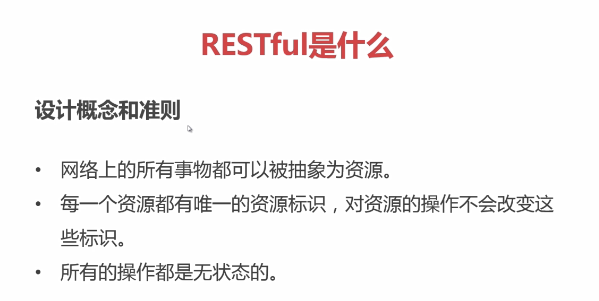 RESTful是什么
设计概念和准则
• 网络上的所有事物都可以被抽象为资源。
• 每一个资源都有唯一的资源标识，对资源的操作不会改变这
些标识。
• 所有的操作都是无状态的。